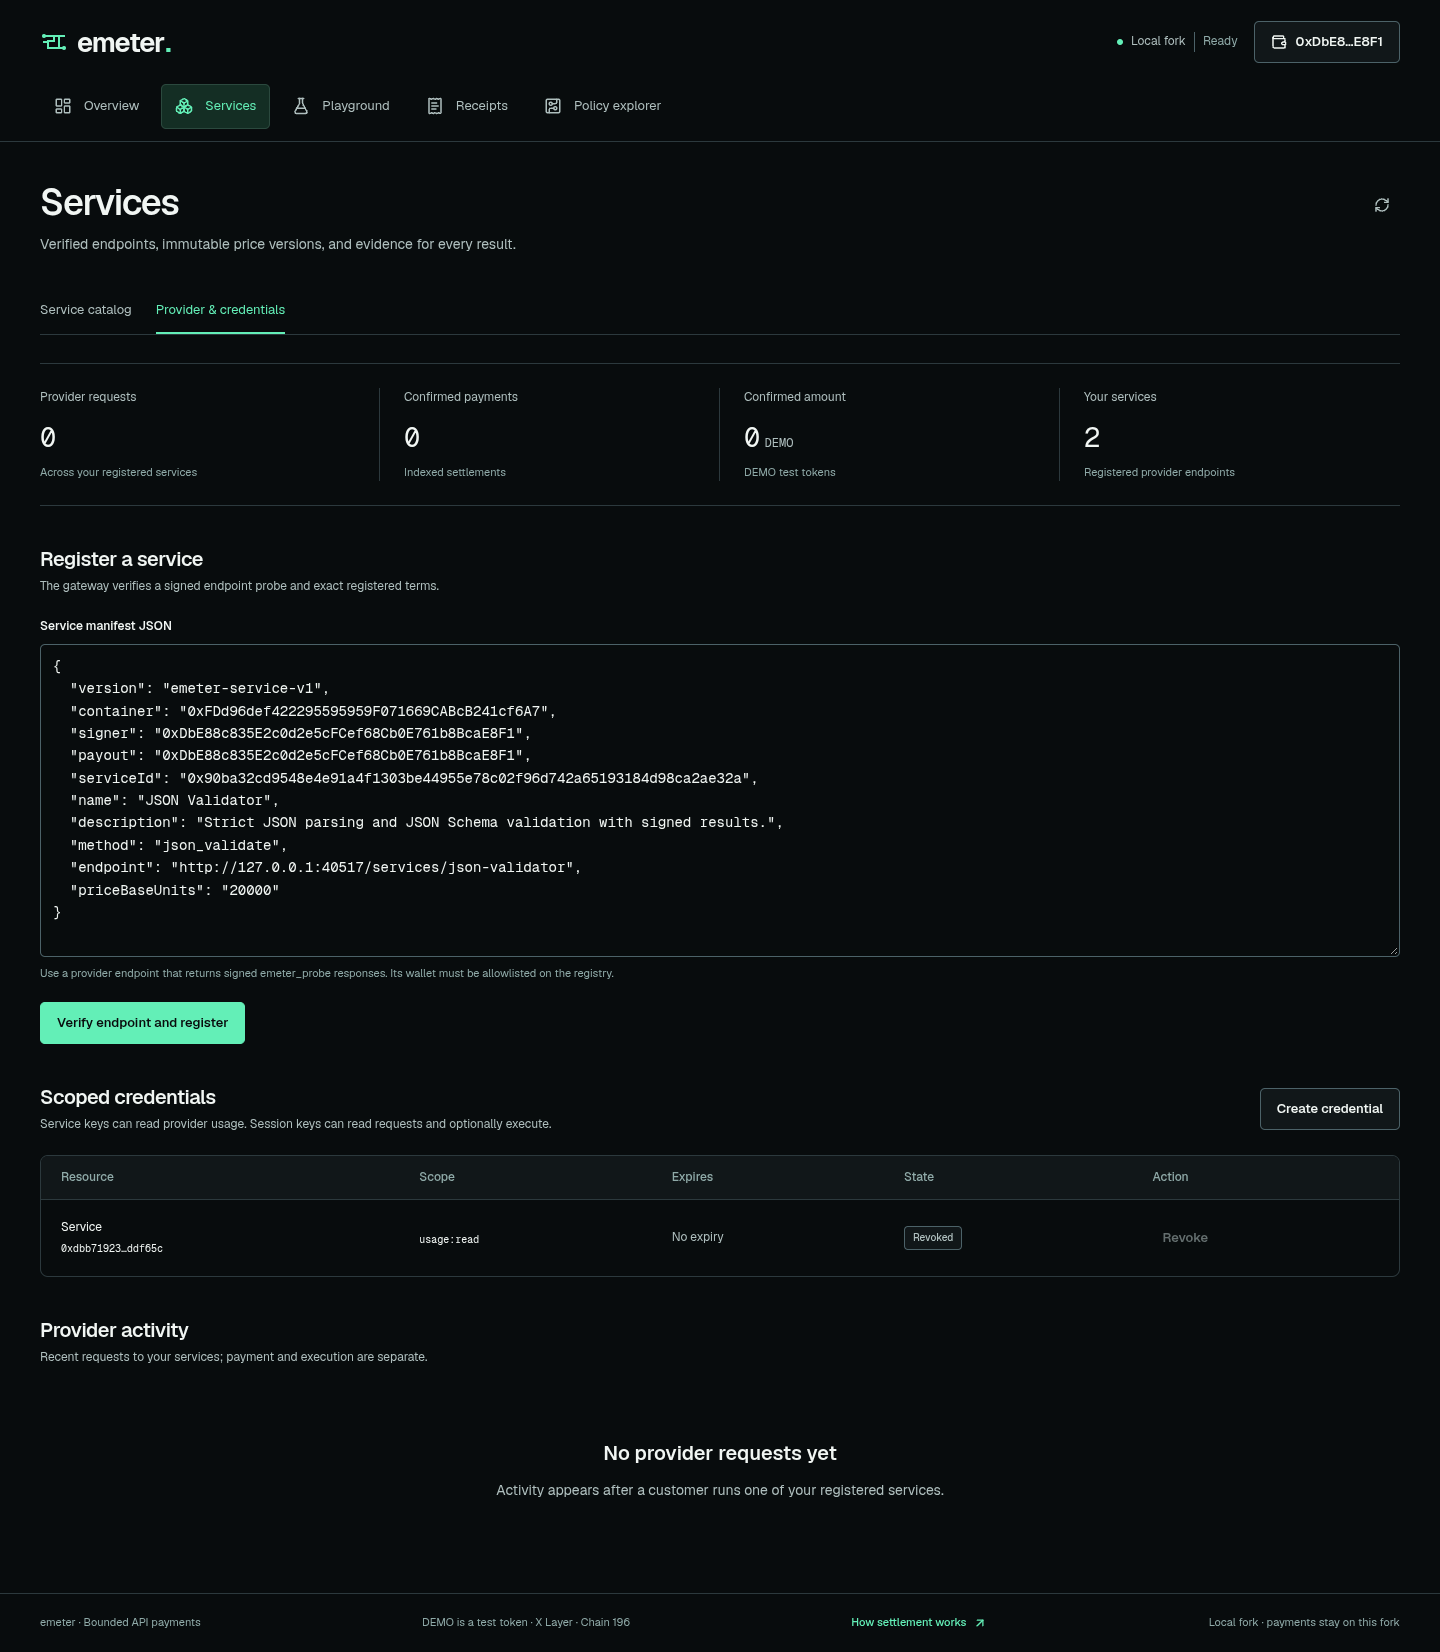 emeter.
Local fork
Ready
0xDbE8...E8F1
Overview
Services
Playground
Receipts
Policy explorer
Services
Verified endpoints, immutable price versions, and evidence for every result.
Service catalog
Provider & credentials
Provider requests
0
Across your registered services
Confirmed payments
0
Indexed settlements
Confirmed amount
0 DEMO
DEMO test tokens
Your services
2
Registered provider endpoints
Register a service
The gateway verifies a signed endpoint probe and exact registered terms.
Service manifest JSON
{
"version": "emeter-service-v1",
"container": "0xFDd96def422295595959F071669CABcB241cf6A7",
"signer": "0xDbE88c835E2c0d2e5cFCef68Cb0E761b8BcaE8F1",
"payout": "0xDbE88c835E2c0d2e5cFCef68Cb0E761b8BcaE8F1",
"serviceId": "0x90ba32cd9548e4e91a4f1303be44955e78c02f96d742a65193184d98ca2ae32a",
"name": "JSON Validator",
"description": "Strict JSON parsing and JSON Schema validation with signed results.",
"method": "json_validate",
"endpoint": "http://127.0.0.1:40517/services/json-validator",
"priceBaseUnits": "20000"
}
Use a provider endpoint that returns signed emeter_probe responses. Its wallet must be allowlisted on the registry.
Verify endpoint and register
Scoped credentials
Service keys can read provider usage. Session keys can read requests and optionally execute.
Create credential
Resource
Scope
Expires
State
Action
Service
0xdbb71923…ddf65c
usage:read
No expiry
Revoked
Revoke
Provider activity
Recent requests to your services; payment and execution are separate.
No provider requests yet
Activity appears after a customer runs one of your registered services.
emeter · Bounded API payments
DEMO is a test token · X Layer · Chain 196
How settlement works
Local fork · payments stay on this fork